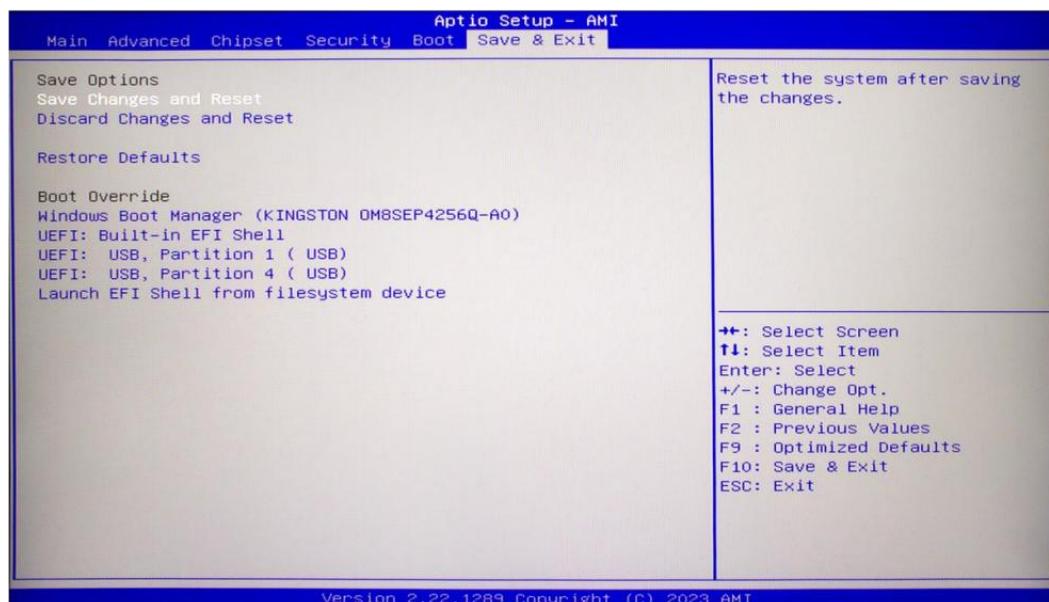 Aptio Setup – AMI
Main Advanced Chipset Security Boot Save & Exit
Save Options
Save Changes and Reset
Discard Changes and Reset
Restore Defaults
Boot Override
Windows Boot Manager (KINGSTON OM8SEP4256Q-A0)
UEFI: Built-in EFI Shell
UEFI:  USB, Partition 1 ( USB)
UEFI:  USB, Partition 4 ( USB)
Launch EFI Shell from filesystem device
Reset the system after saving
the changes.
→←: Select Screen
↑↓: Select Item
Enter: Select
+/-: Change Opt.
F1 : General Help
F2 : Previous Values
F9 : Optimized Defaults
F10: Save & Exit
ESC: Exit
Version 2.22.1289 Copyright (C) 2023 AMI